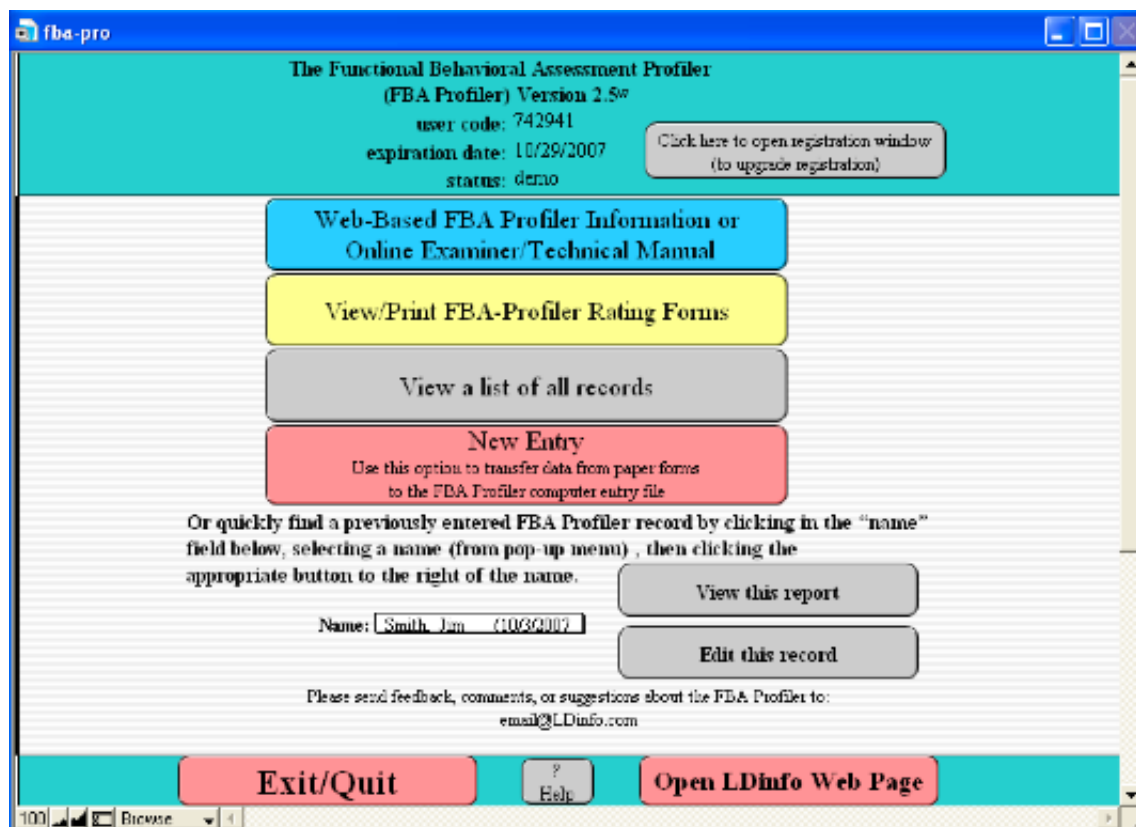 fba-pro
The Functional Behavioral Assessment Profiler
(FBA Profiler) Version 2.5w
user code: 742941
expiration date: 10/29/2007
status: demo
Click here to open registration window
(to upgrade registration)
Web-Based FBA Profiler Information or
Online Examiner/Technical Manual
View/Print FBA-Profiler Rating Forms
View a list of all records
New Entry
Use this option to transfer data from paper forms
to the FBA Profiler computer entry file
Or quickly find a previously entered FBA Profiler record by clicking in the “name”
field below, selecting a name (from pop-up menu) , then clicking the
appropriate button to the right of the name.
View this report
Name: Smith, Jim (10/3/2007
Edit this record
Please send feedback, comments, or suggestions about the FBA Profiler to:
email@LDinfo.com
Exit/Quit
?
Help
Open LDinfo Web Page
100 Browse